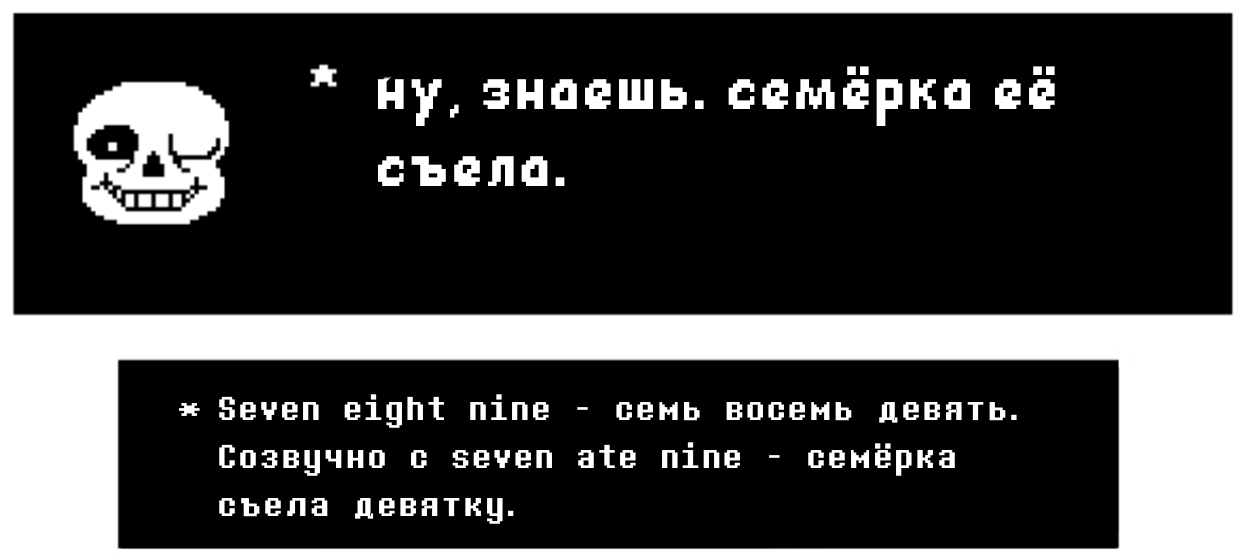 * ну, знаешь. семёрка её
съела.
* Seven eight nine - семь восемь девять.
Созвучно с seven ate nine - семёрка
съела девятку.